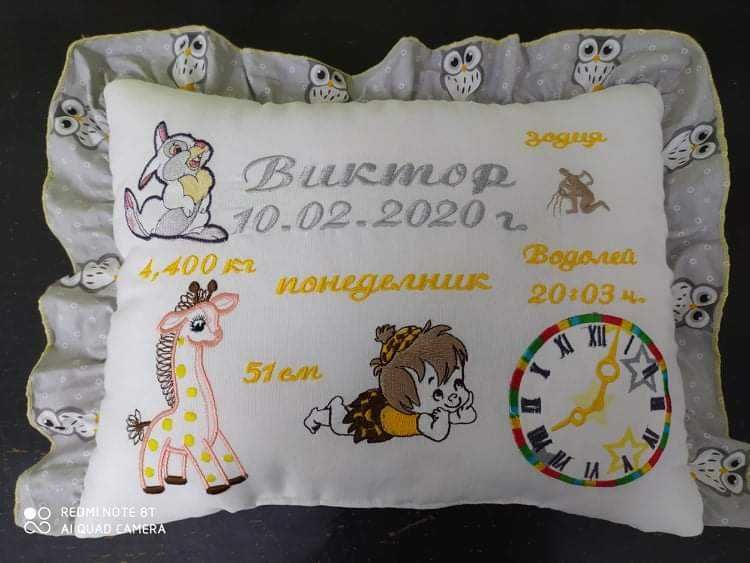 зодия
Виктор
10.02.2020 г.
Водолей
4,400 кг
понеделник
20:03 ч.
51 см
XII
REDMI NOTE 8T
AI QUAD CAMERA